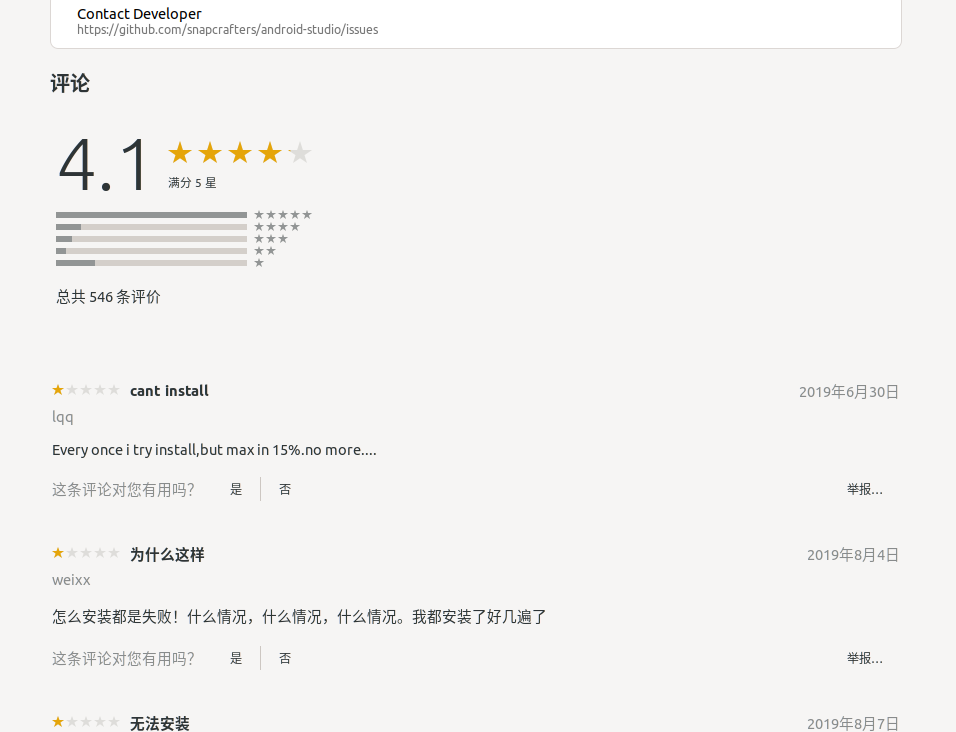 Contact Developer
https://github.com/snapcrafters/android-studio/issues
评论
4.1
满分 5 星
总共 546 条评价
cant install
2019年6月30日
lqq
Every once i try install,but max in 15%.no more....
这条评论对您有用吗?
是
否
举报…
为什么这样
2019年8月4日
weixx
怎么安装都是失败！什么情况，什么情况，什么情况。我都安装了好几遍了
这条评论对您有用吗?
是
否
举报…
无法安装
2019年8月7日